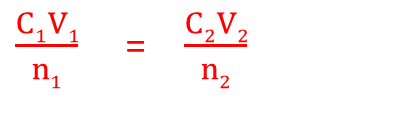 C₁V₁ = C₂V₂
n₁ n₂